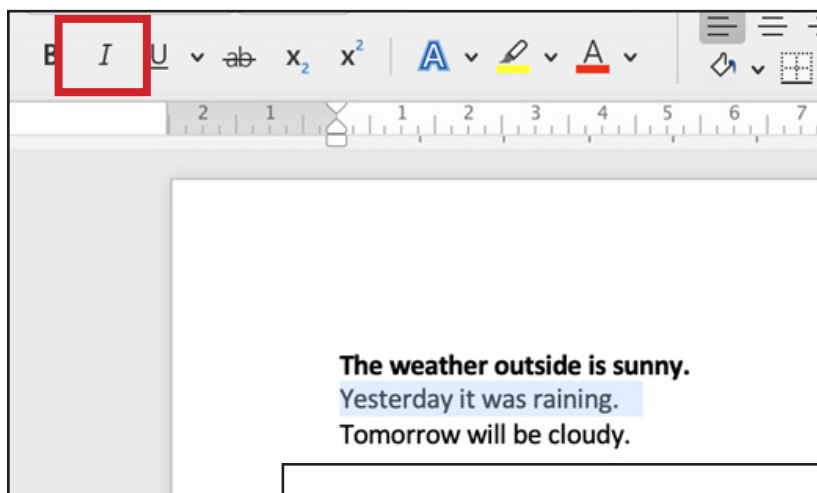 B I U ab X₂ X² A A
2 1 1 2 3 4 5 6 7
The weather outside is sunny.
Yesterday it was raining.
Tomorrow will be cloudy.